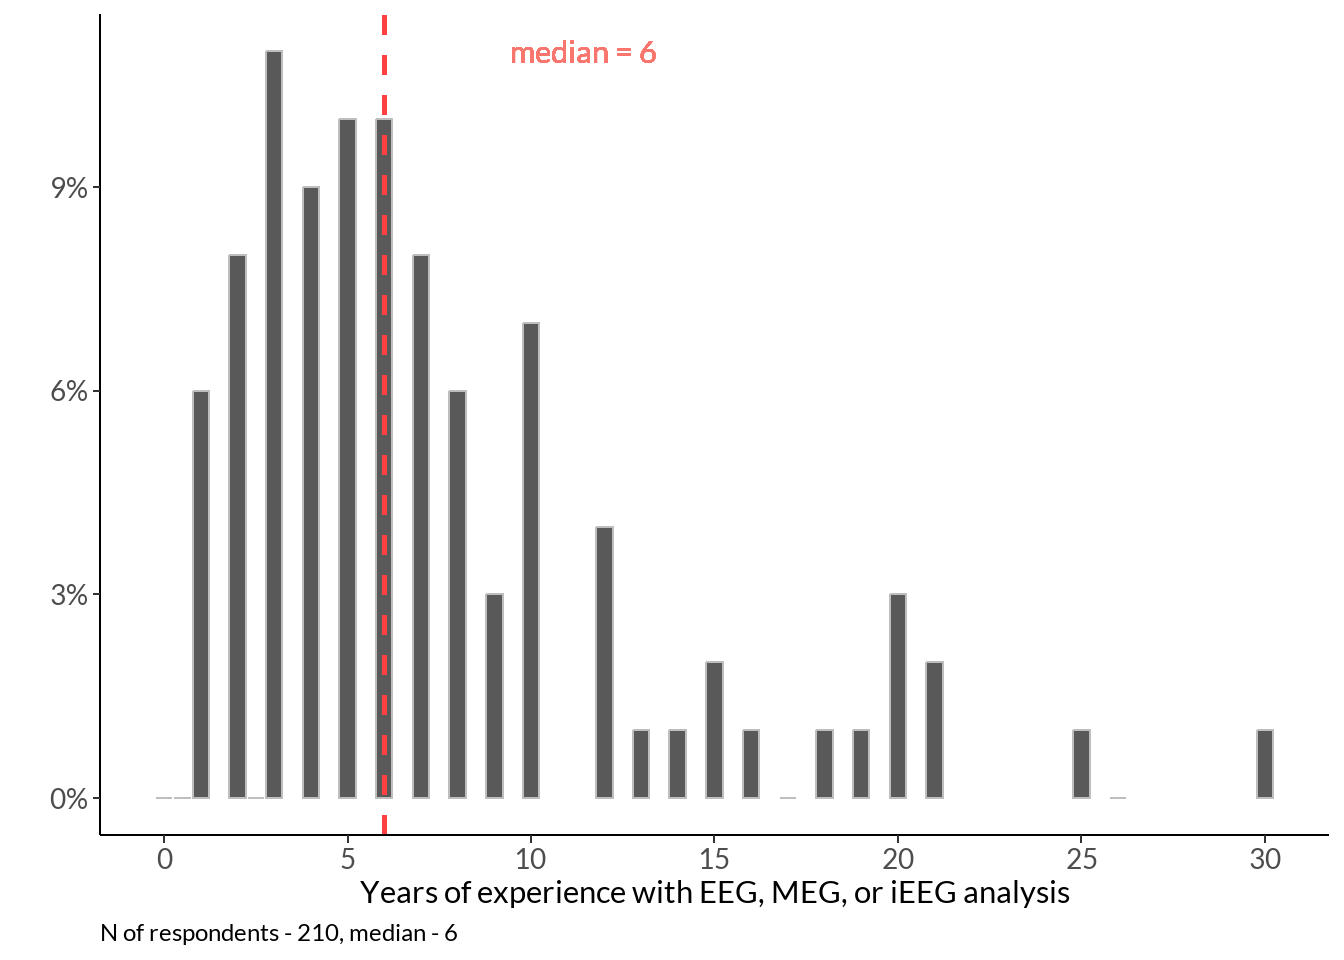 median = 6
9%
6%
3%
0%
0 5 10 15 20 25 30
Years of experience with EEG, MEG, or iEEG analysis
N of respondents - 210, median - 6